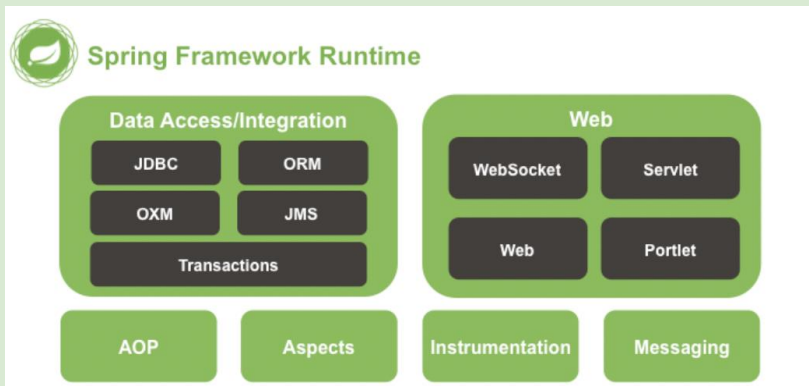 Spring Framework Runtime
Data Access/Integration
JDBC
ORM
OXM
JMS
Transactions
Web
WebSocket
Servlet
Web
Portlet
AOP
Aspects
Instrumentation
Messaging